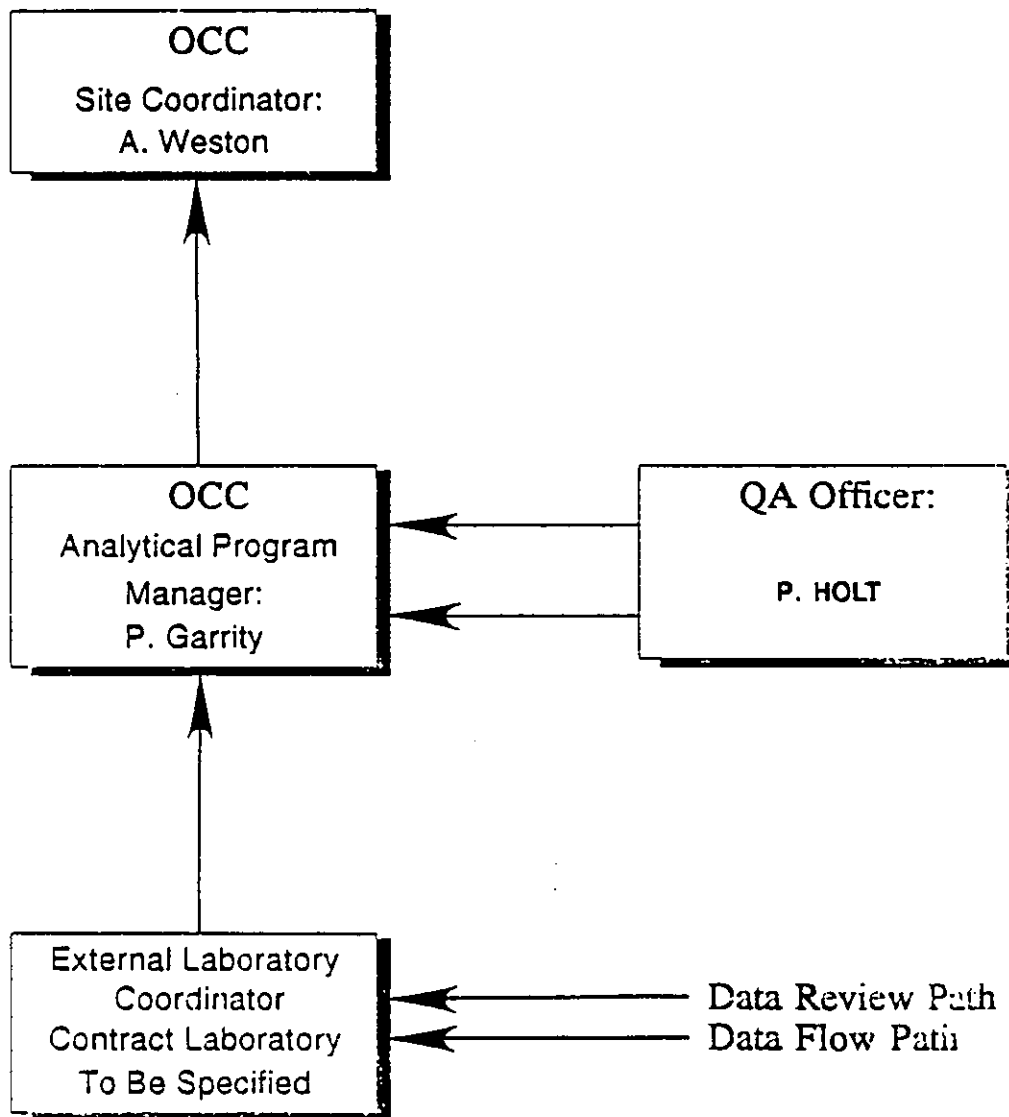 OCC
Site Coordinator:
A. Weston
OCC
Analytical Program
Manager:
P. Garrity
QA Officer:
P. HOLT
External Laboratory
Coordinator
Contract Laboratory
To Be Specified
Data Review Path
Data Flow Path